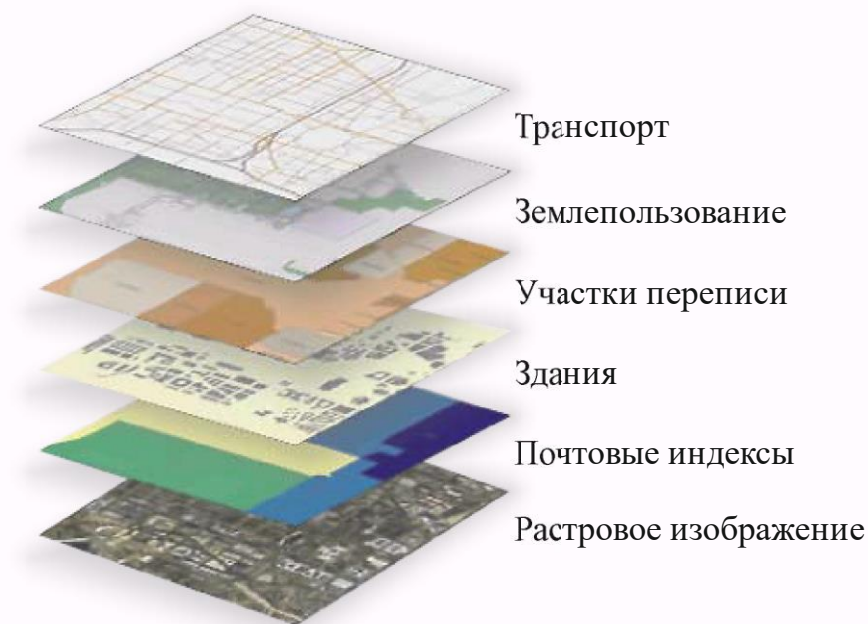 Транспорт
Землепользование
Участки переписи
Здания
Почтовые индексы
Растровое изображение